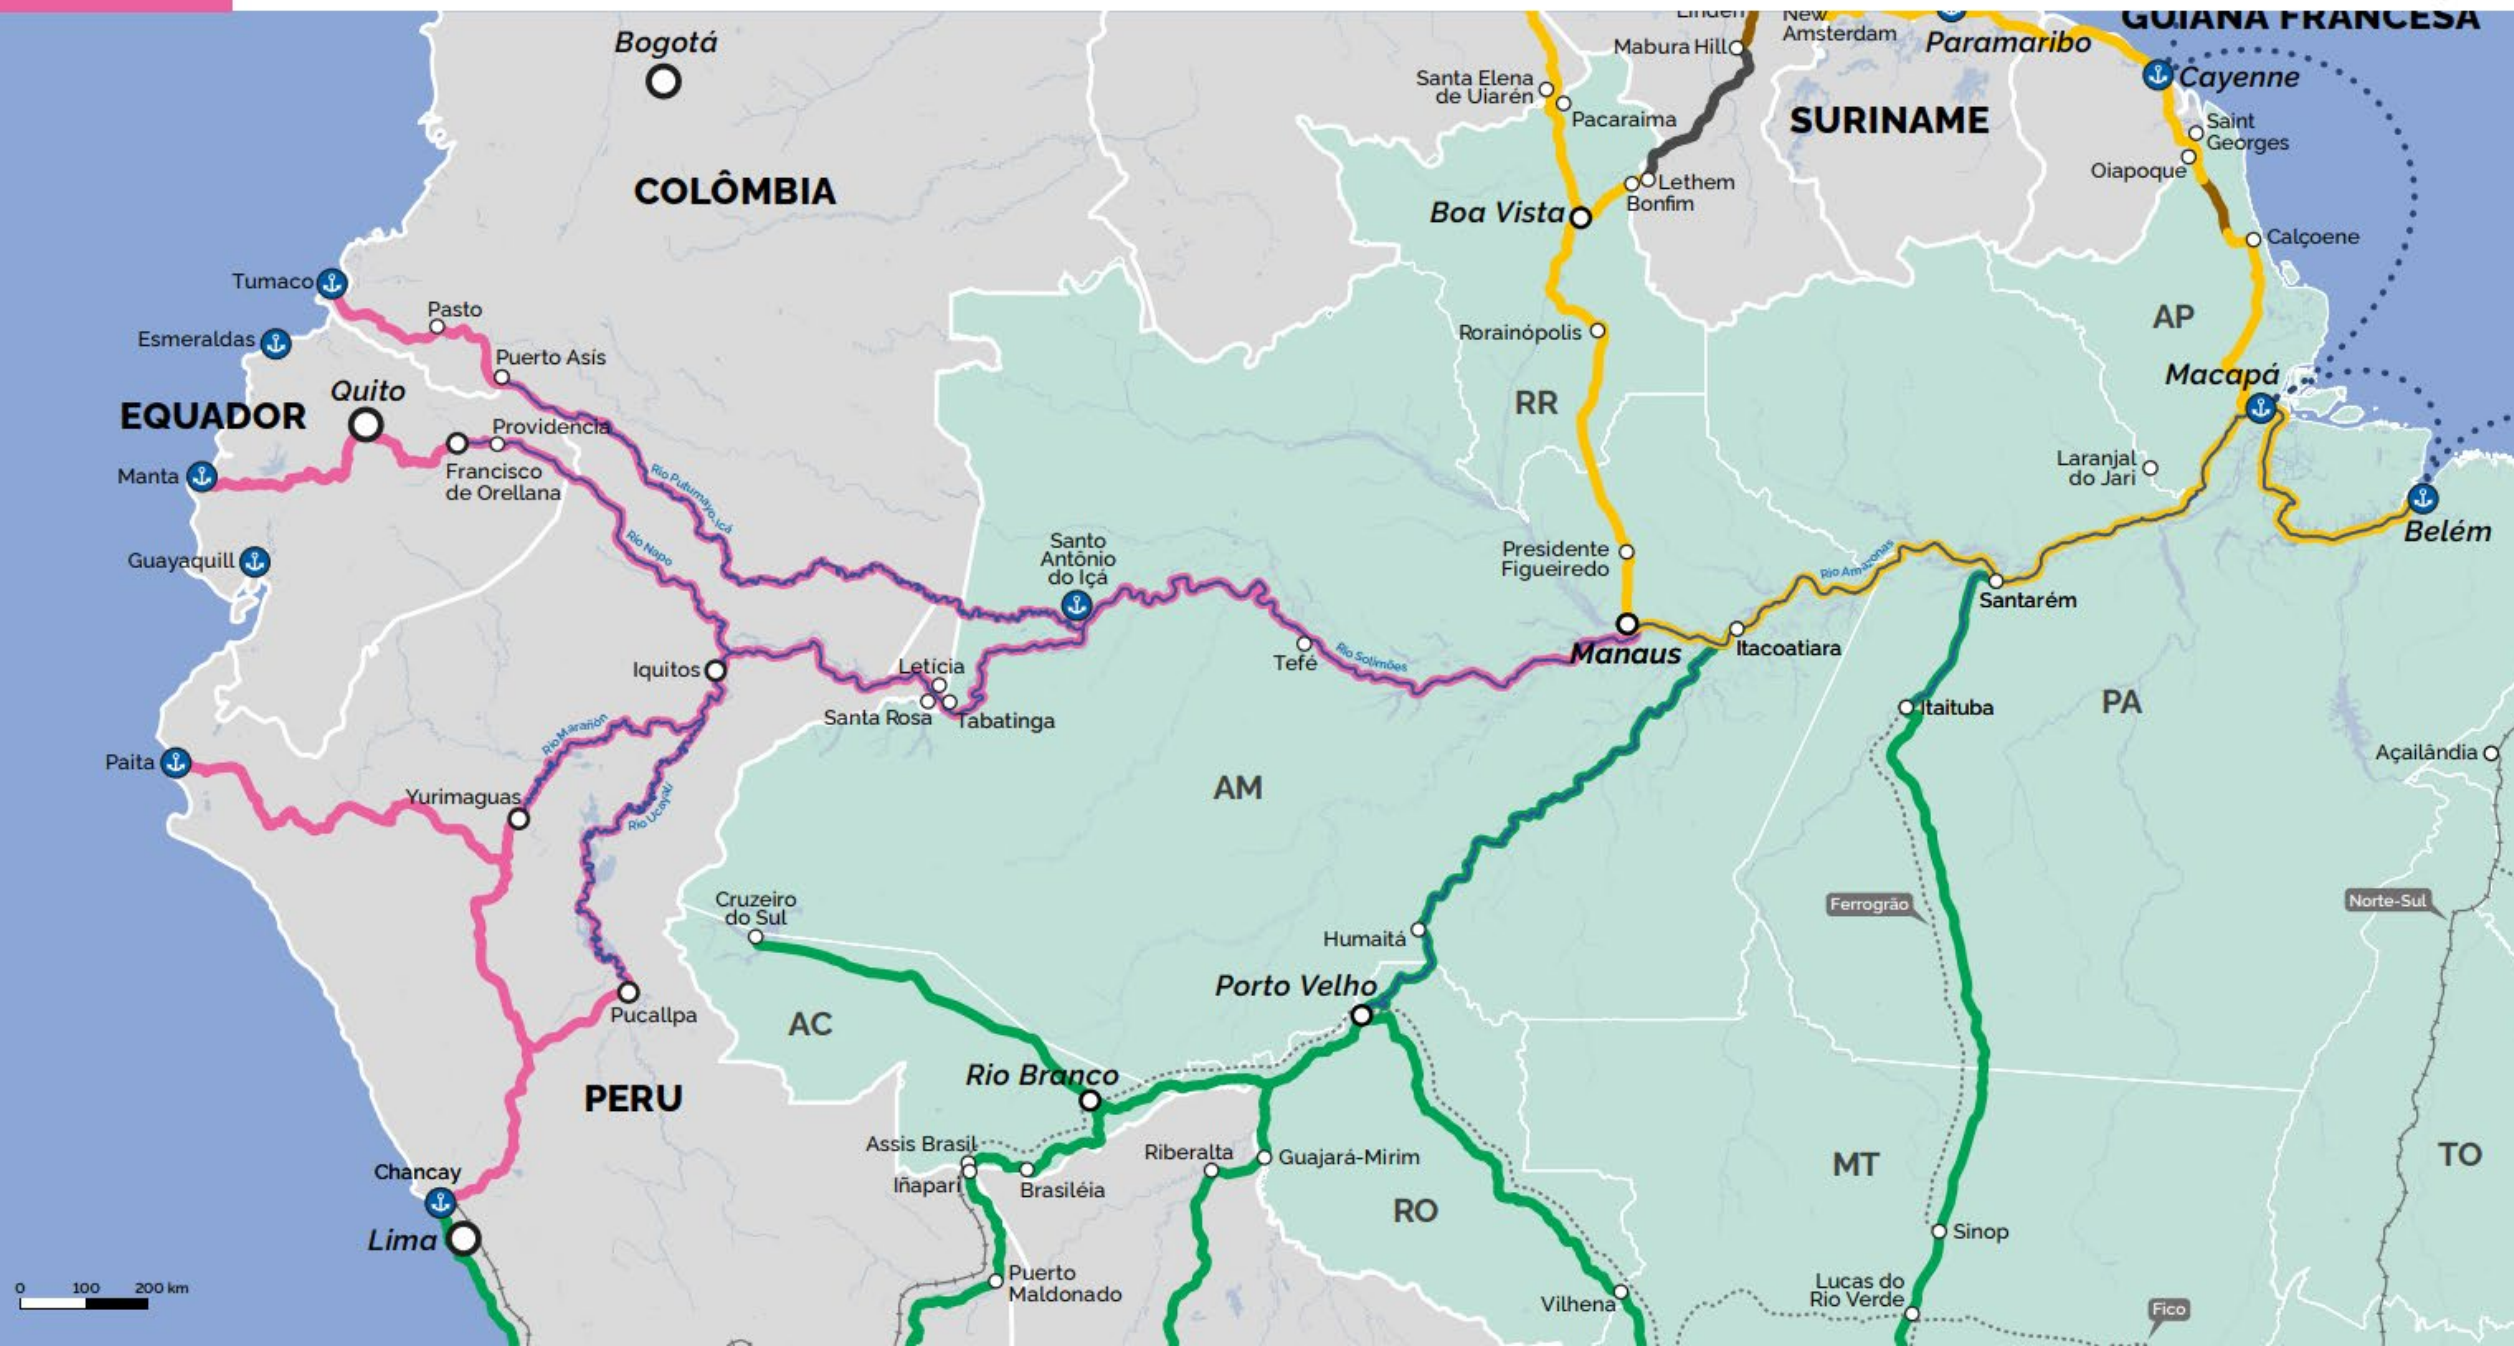 Linden
New
Amsterdam
GUIANA FRANCESA
Paramaribo
Bogotá
Mabura Hill
Santa Elena
de Uiarén
Cayenne
Pacaraima
SURINAME
Saint
Georges
Oiapoque
COLÔMBIA
Lethem
Bonfim
Boa Vista
Calçoene
Tumaco
Pasto
AP
Rorainópolis
Esmeraldas
Puerto Asís
Macapá
Quito
EQUADOR
RR
Providencia
Francisco
de Orellana
Manta
Rio Putumayo, Içá
Laranjal
do Jari
Belém
Guayaquill
Rio Napo
Santo
Antônio
do Içá
Presidente
Figueiredo
Rio Amazonas
Santarém
Iquitos
Letícia
Tefé
Rio Solimões
Manaus
Itacoatiara
Santa Rosa
Tabatinga
Itaituba
PA
Rio Marañón
Açailândia
Paita
AM
Yurimaguas
Rio Ucayali
Cruzeiro
do Sul
Ferrogrão
Norte-Sul
Humaitá
Porto Velho
Pucallpa
AC
Rio Branco
PERU
Assis Brasil
Riberalta
Guajará-Mirim
MT
TO
Chancay
Iñapari
Brasiléia
RO
Lima
Sinop
Puerto
Maldonado
0 100 200 km
Vilhena
Lucas do
Rio Verde
Fico